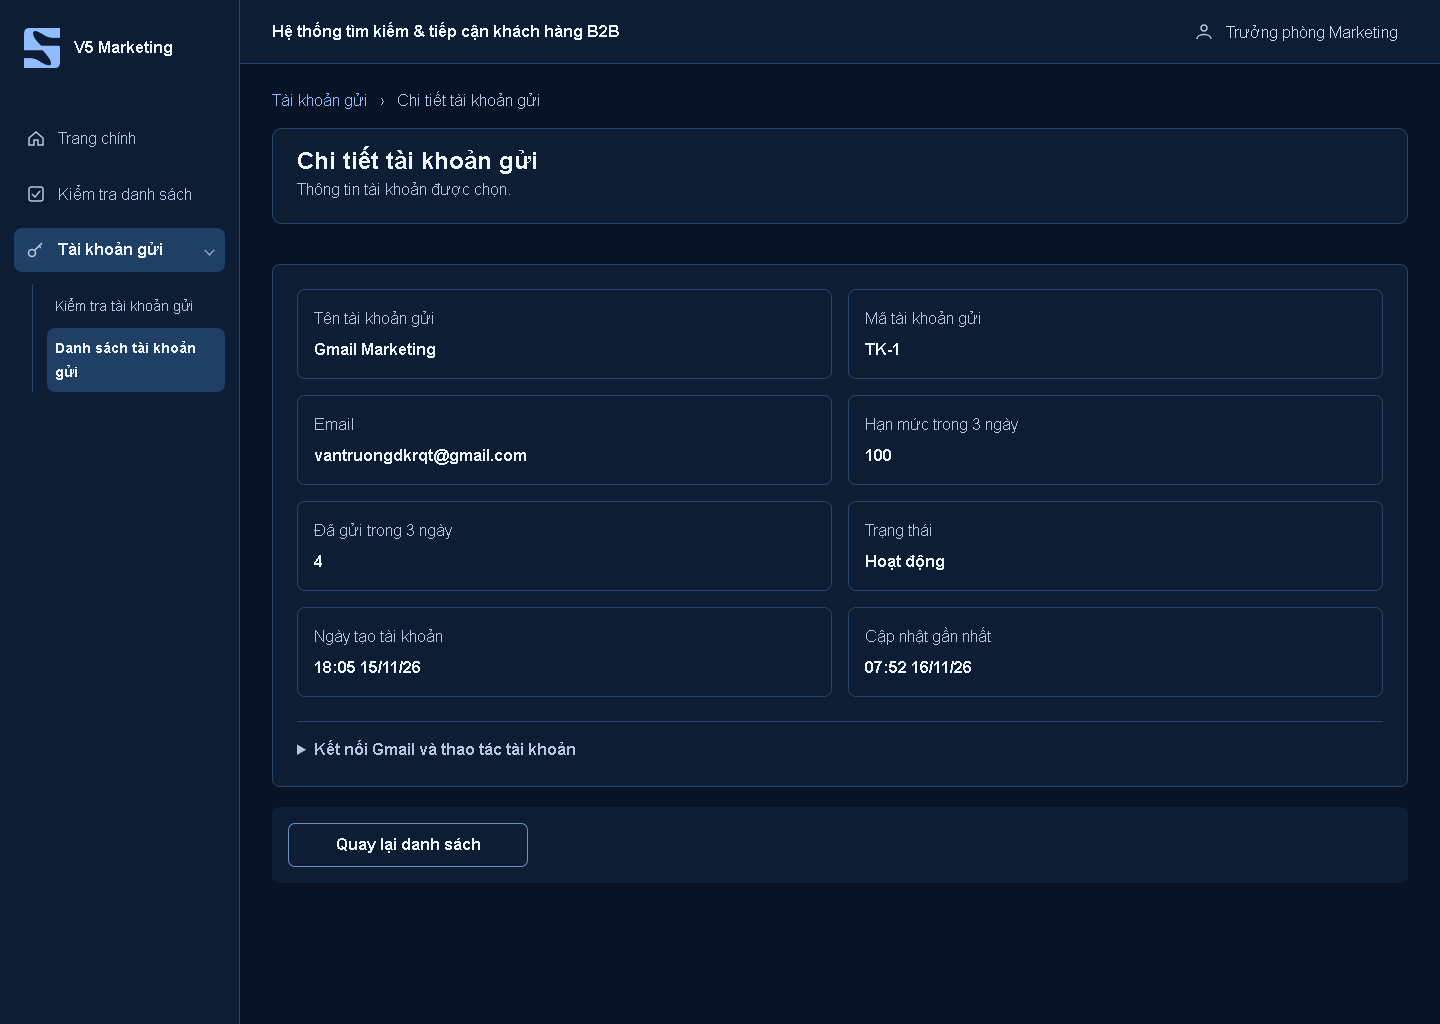 V5 Marketing
Hệ thống tìm kiếm & tiếp cận khách hàng B2B
Trưởng phòng Marketing
Trang chính
Kiểm tra danh sách
Tài khoản gửi
Kiểm tra tài khoản gửi
Danh sách tài khoản
gửi
Tài khoản gửi › Chi tiết tài khoản gửi
Chi tiết tài khoản gửi
Thông tin tài khoản được chọn.
Tên tài khoản gửi
Gmail Marketing
Mã tài khoản gửi
TK-1
Email
vantruongdkrqt@gmail.com
Hạn mức trong 3 ngày
100
Đã gửi trong 3 ngày
4
Trạng thái
Hoạt động
Ngày tạo tài khoản
18:05 15/11/26
Cập nhật gần nhất
07:52 16/11/26
Kết nối Gmail và thao tác tài khoản
Quay lại danh sách